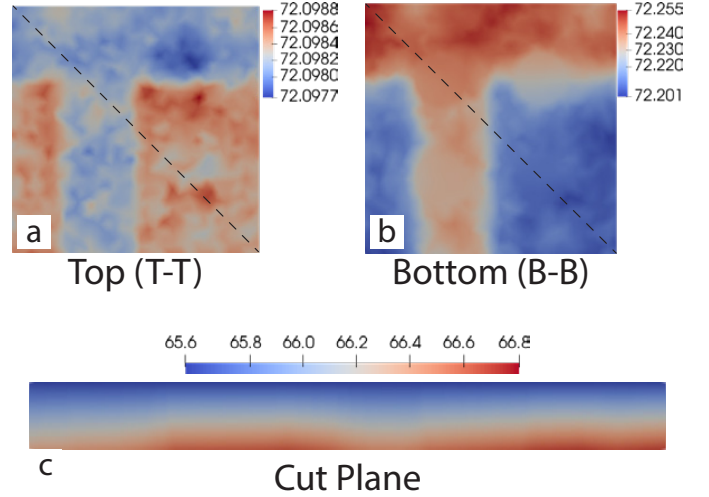 72.0988
72.0986
72.0984
72.0982
72.0980
72.0977
72.255
72.240
72.230
72.220
72.201
a
b
Top (T-T)
Bottom (B-B)
65.6 65.8 66.0 66.2 66.4 66.6 66.8
c
Cut Plane